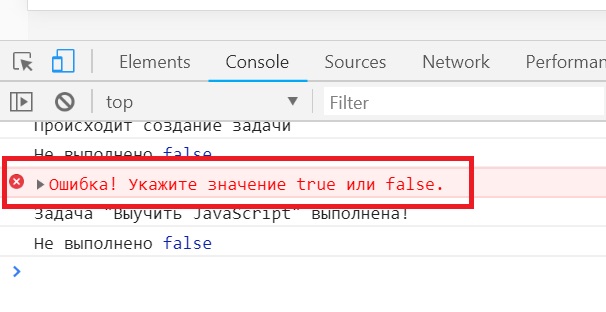 Elements Console Sources Network Performan
top Filter
Происходит создание задачи
Не выполнено false
Ошибка! Укажите значение true или false.
Задача "Выучить JavaScript" выполнена!
Не выполнено false